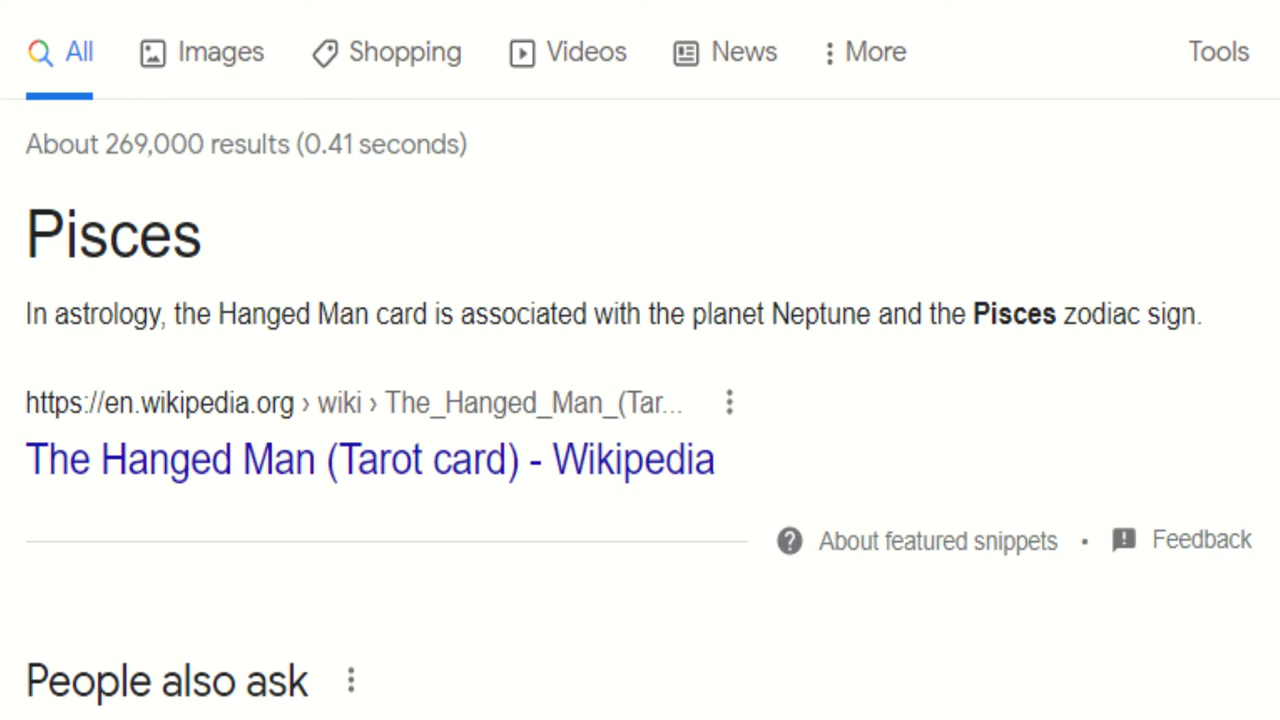 All Images Shopping Videos News More Tools
About 269,000 results (0.41 seconds)
Pisces
In astrology, the Hanged Man card is associated with the planet Neptune and the Pisces zodiac sign.
https://en.wikipedia.org › wiki › The_Hanged_Man_(Tar...
The Hanged Man (Tarot card) - Wikipedia
About featured snippets • Feedback
People also ask